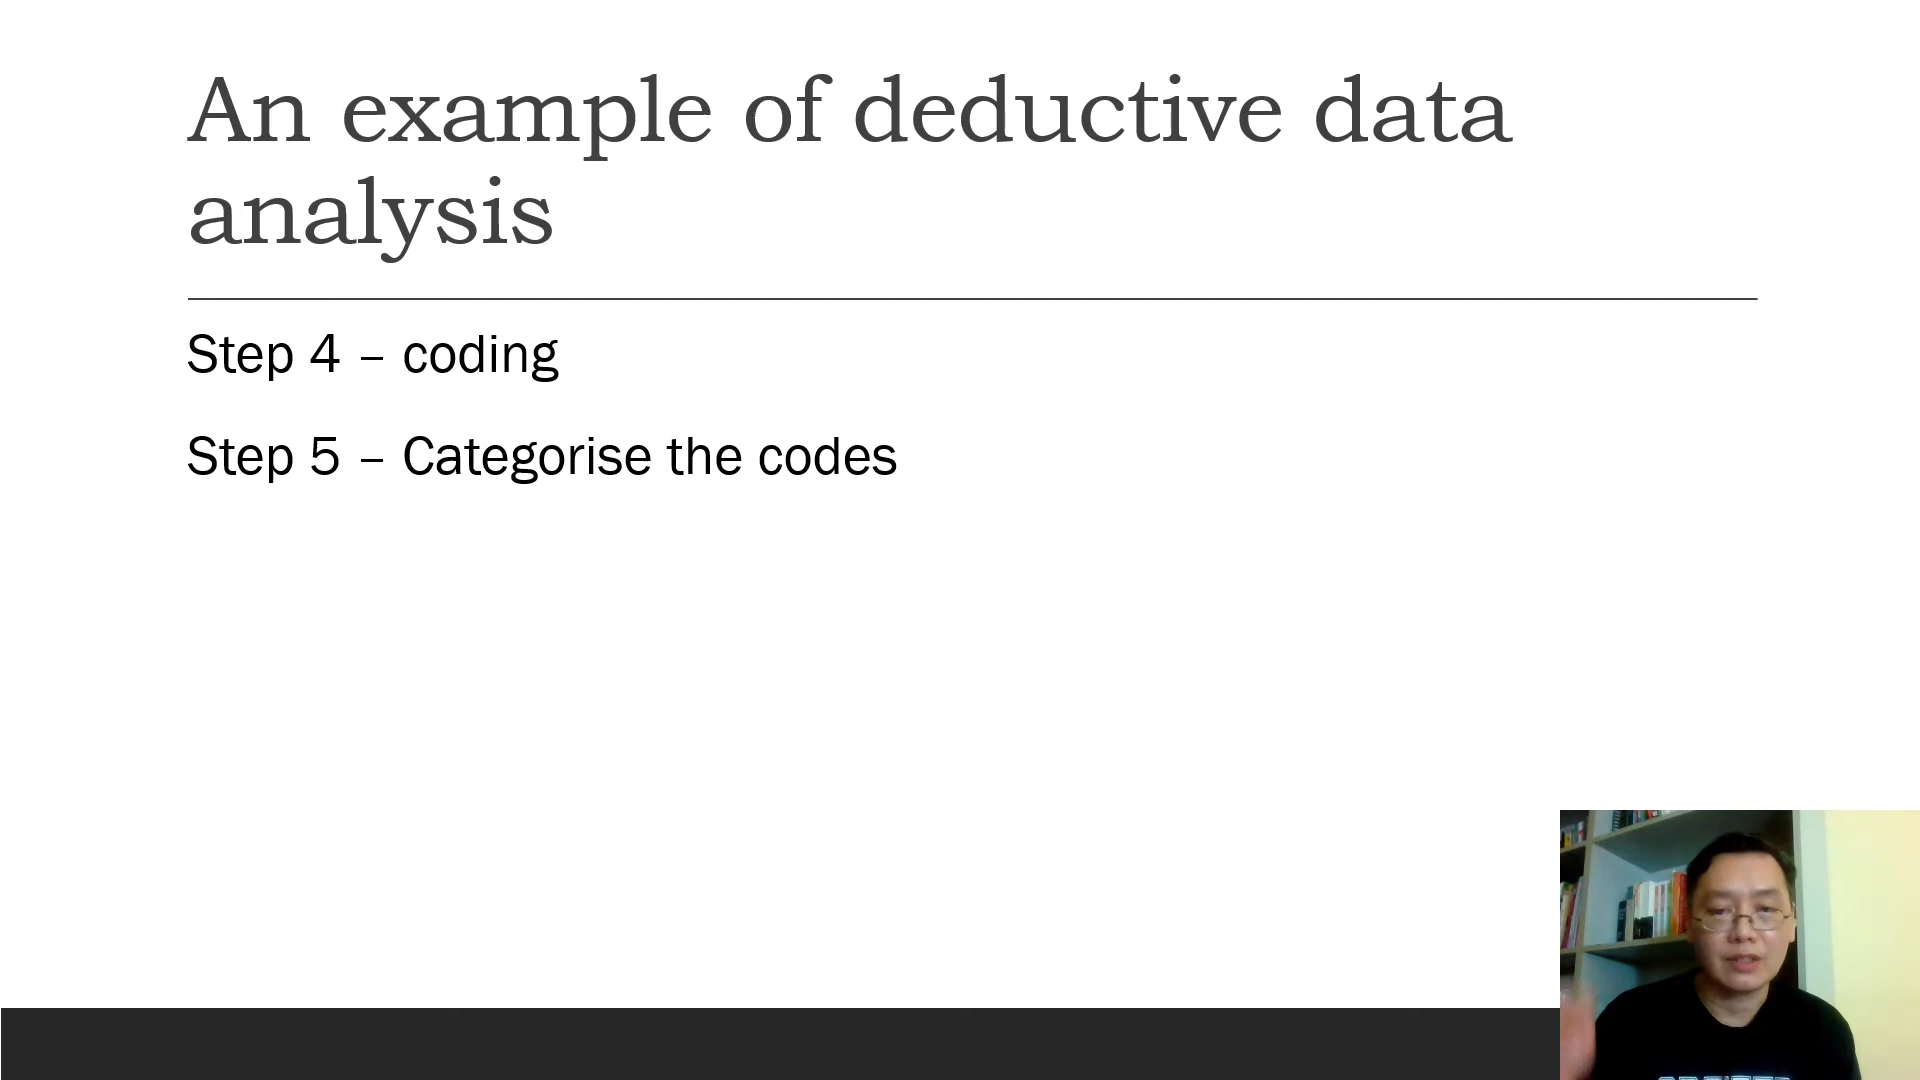 An example of deductive data
analysis
Step 4 – coding
Step 5 – Categorise the codes